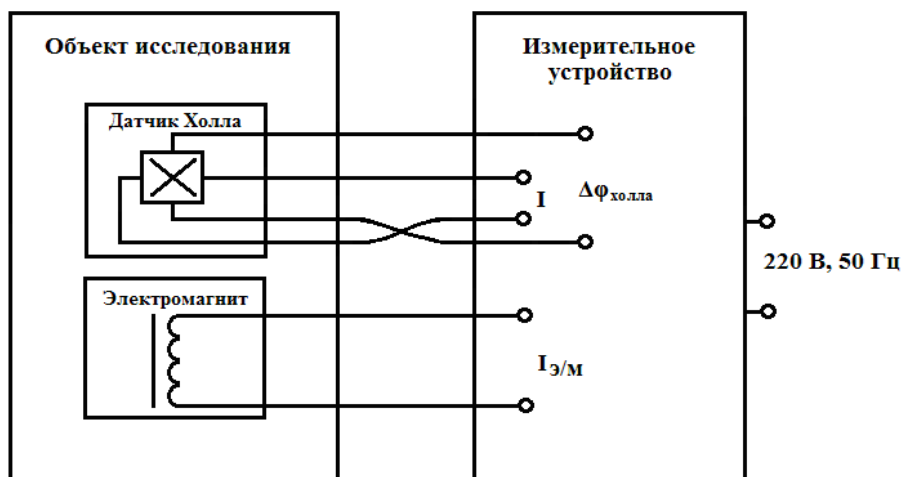 Объект исследования
Измерительное
устройство
Датчик Холла
I
Δφхолла
220 В, 50 Гц
Электромагнит
Iэ/м